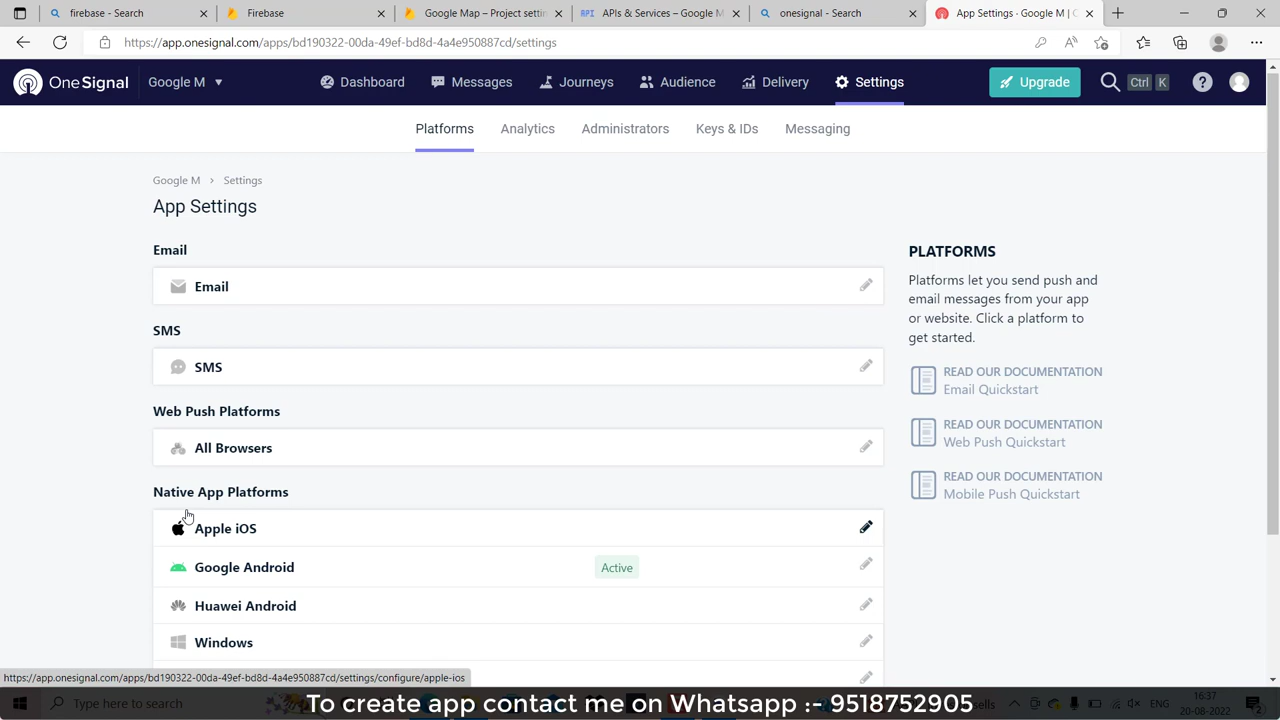 firebase - Search
Firebase
Google Map – Project settin
APIs & Services – Google M
onesignal - Search
App Settings · Google M | O
https://app.onesignal.com/apps/bd190322-00da-49ef-bd8d-4a4e950887cd/settings
OneSignal
Google M
Dashboard
Messages
Journeys
Audience
Delivery
Settings
Upgrade
Ctrl K
Platforms
Analytics
Administrators
Keys & IDs
Messaging
Google M > Settings
App Settings
Email
Email
SMS
SMS
Web Push Platforms
All Browsers
Native App Platforms
Apple iOS
Google Android
Active
Huawei Android
Windows
PLATFORMS
Platforms let you send push and
email messages from your app
or website. Click a platform to
get started.
READ OUR DOCUMENTATION
Email Quickstart
READ OUR DOCUMENTATION
Web Push Quickstart
READ OUR DOCUMENTATION
Mobile Push Quickstart
https://app.onesignal.com/apps/bd190322-00da-49ef-bd8d-4a4e950887cd/settings/configure/apple-ios
Type here to search
To create app contact me on Whatsapp :- 9518752905
ENG
16:37
20-08-2022